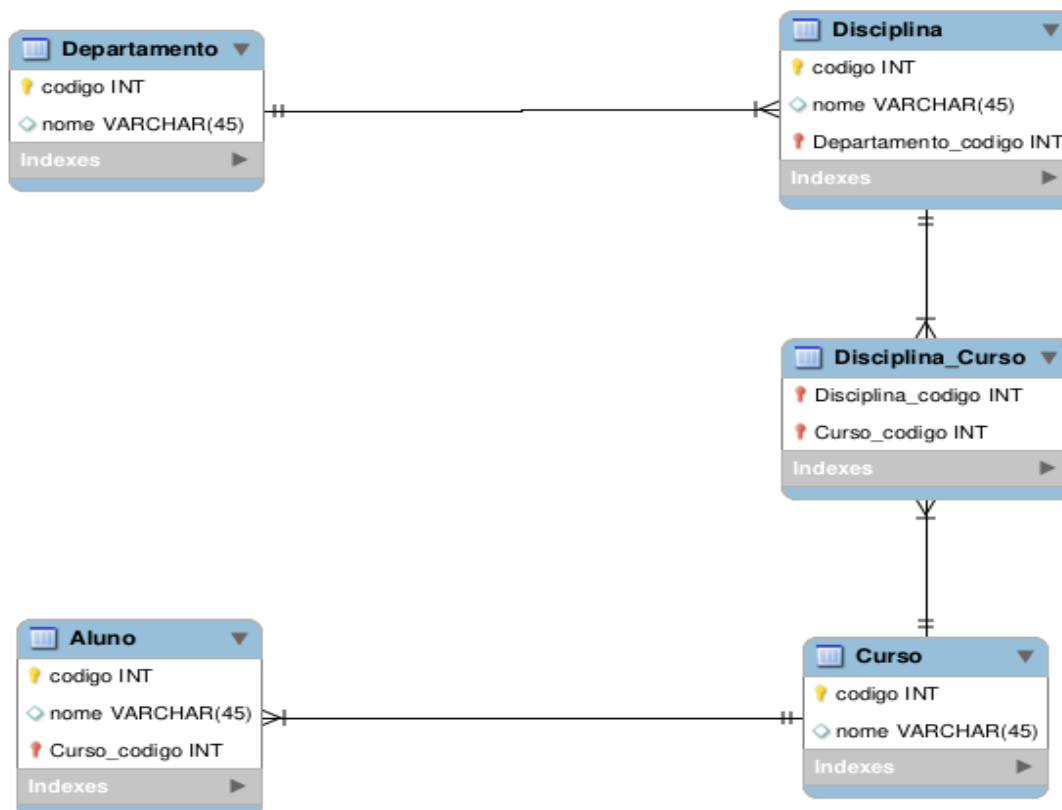 Departamento
codigo INT
nome VARCHAR(45)
Indexes
Disciplina
codigo INT
nome VARCHAR(45)
Departamento_codigo INT
Indexes
Disciplina_Curso
Disciplina_codigo INT
Curso_codigo INT
Indexes
Aluno
codigo INT
nome VARCHAR(45)
Curso_codigo INT
Indexes
Curso
codigo INT
nome VARCHAR(45)
Indexes